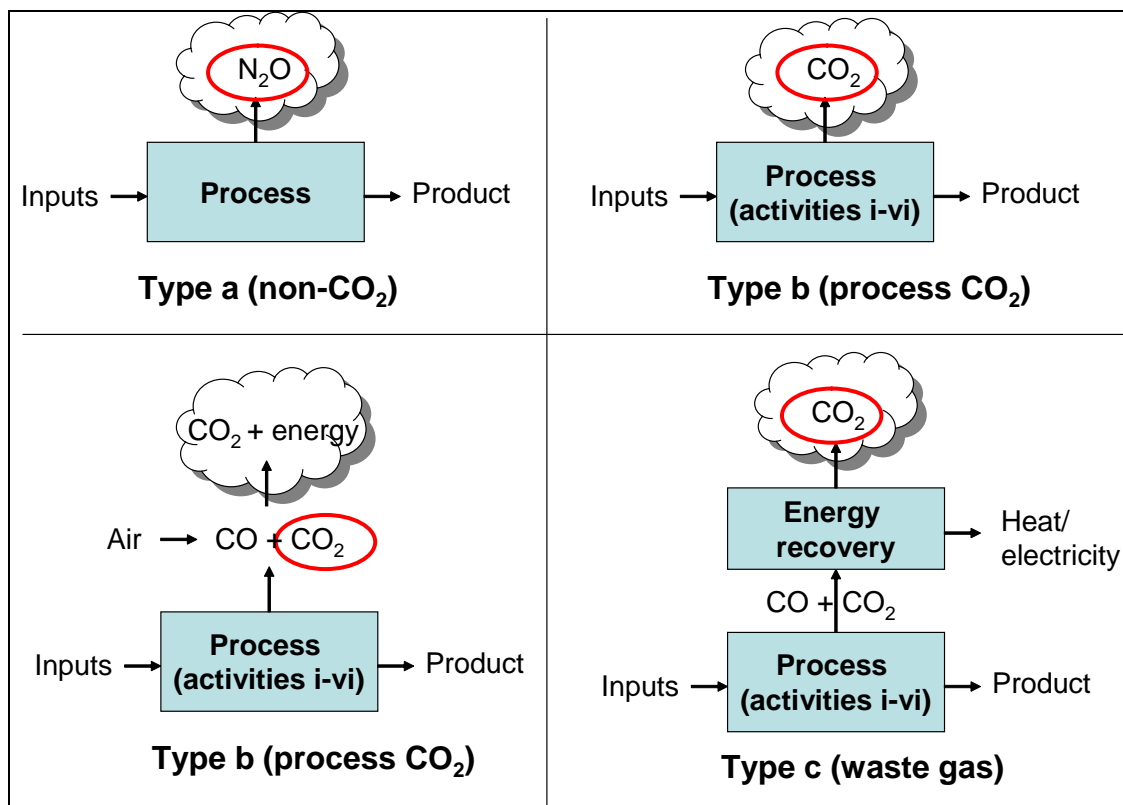 N₂O
Inputs
Process
Product
Type a (non-CO₂)
CO₂
Inputs
Process
(activities i-vi)
Product
Type b (process CO₂)
CO₂ + energy
Air
CO + CO₂
Inputs
Process
(activities i-vi)
Product
Type b (process CO₂)
CO₂
Energy
recovery
Heat/
electricity
CO + CO₂
Inputs
Process
(activities i-vi)
Product
Type c (waste gas)